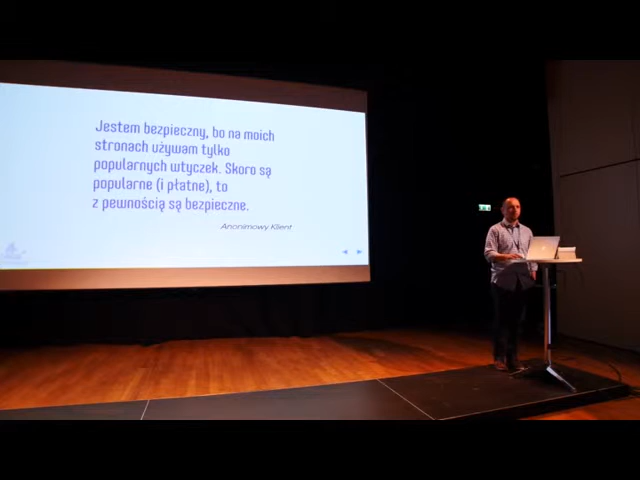 Jestem bezpieczny, bo na moich
stronach używam tylko
popularnych wtyczek. Skoro są
popularne (i płatne), to
z pewnością są bezpieczne.
Anonimowy Klient